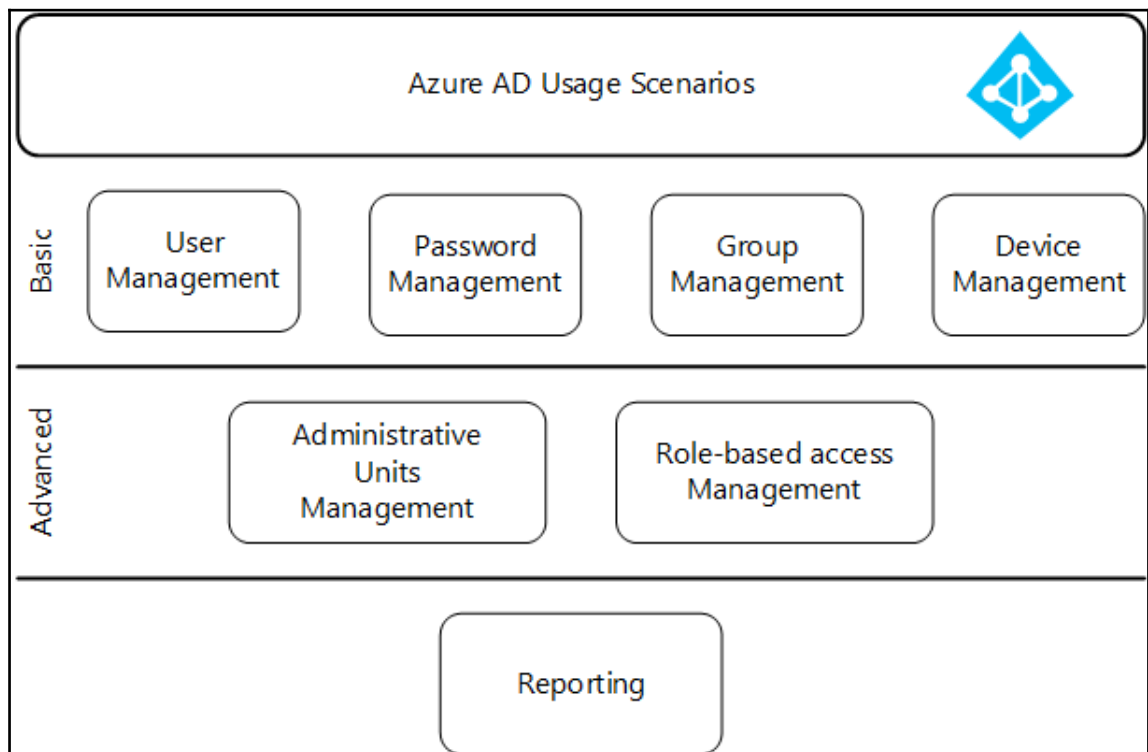 Azure AD Usage Scenarios
Basic
User
Management
Password
Management
Group
Management
Device
Management
Advanced
Administrative
Units
Management
Role-based access
Management
Reporting